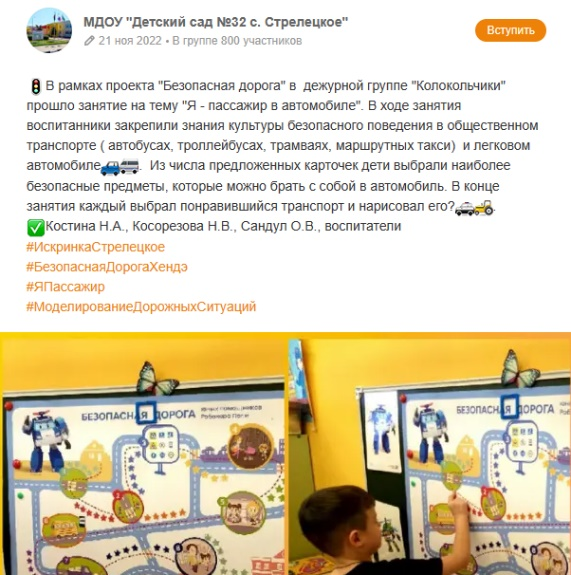 МДОУ "Детский сад №32 с. Стрелецкое"
21 ноя 2022 • В группе 800 участников
Вступить
В рамках проекта "Безопасная дорога" в дежурной группе "Колокольчики"
прошло занятие на тему "Я - пассажир в автомобиле". В ходе занятия
воспитанники закрепили знания культуры безопасного поведения в общественном
транспорте ( автобусах, троллейбусах, трамваях, маршрутных такси) и легковом
автомобиле. Из числа предложенных карточек дети выбрали наиболее
безопасные предметы, которые можно брать с собой в автомобиль. В конце
занятия каждый выбрал понравившийся транспорт и нарисовал его?
Костина Н.А., Косорезова Н.В., Сандул О.В., воспитатели
#ИскринкаСтрелецкое
#БезопаснаяДорогаХендэ
#ЯПассажир
#МоделированиеДорожныхСитуаций
БЕЗОПАСНАЯ ДОРОГА
БЕЗОПАСНАЯ ДОРОГА